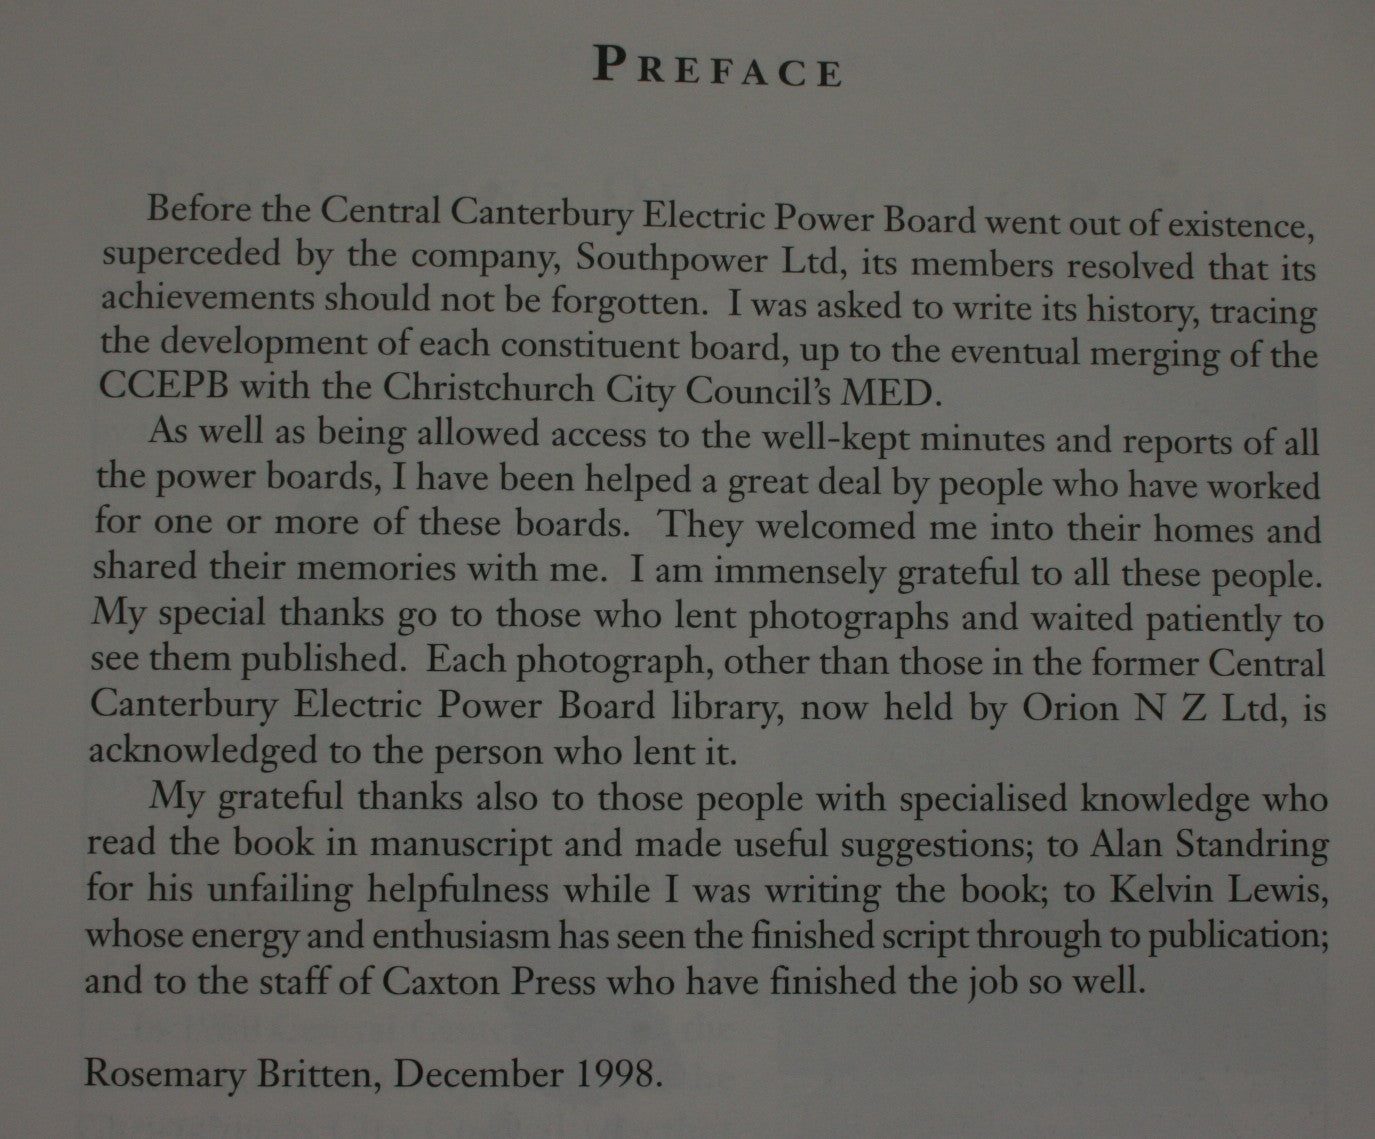 PREFACE
Before the Central Canterbury Electric Power Board went out of existence,
superceded by the company, Southpower Ltd, its members resolved that its
achievements should not be forgotten. I was asked to write its history, tracing
the development of each constituent board, up to the eventual merging of the
CCEPB with the Christchurch City Council's MED.
As well as being allowed access to the well-kept minutes and reports of all
the power boards, I have been helped a great deal by people who have worked
for one or more of these boards. They welcomed me into their homes and
shared their memories with me. I am immensely grateful to all these people.
My special thanks go to those who lent photographs and waited patiently to
see them published. Each photograph, other than those in the former Central
Canterbury Electric Power Board library, now held by Orion N Z Ltd, is
acknowledged to the person who lent it.
My grateful thanks also to those people with specialised knowledge who
read the book in manuscript and made useful suggestions; to Alan Standring
for his unfailing helpfulness while I was writing the book; to Kelvin Lewis,
whose energy and enthusiasm has seen the finished script through to publication;
and to the staff of Caxton Press who have finished the job so well.
Rosemary Britten, December 1998.